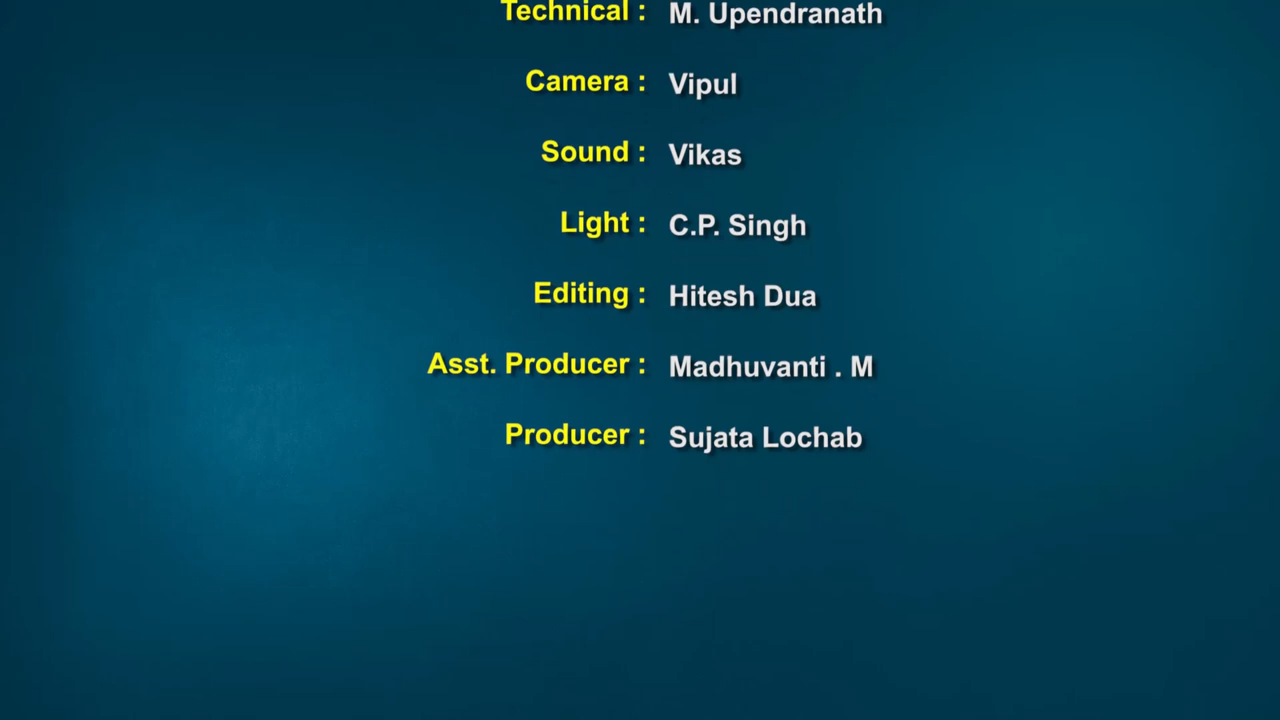 Technical : M. Upendranath
Camera : Vipul
Sound : Vikas
Light : C.P. Singh
Editing : Hitesh Dua
Asst. Producer : Madhuvanti . M
Producer : Sujata Lochab